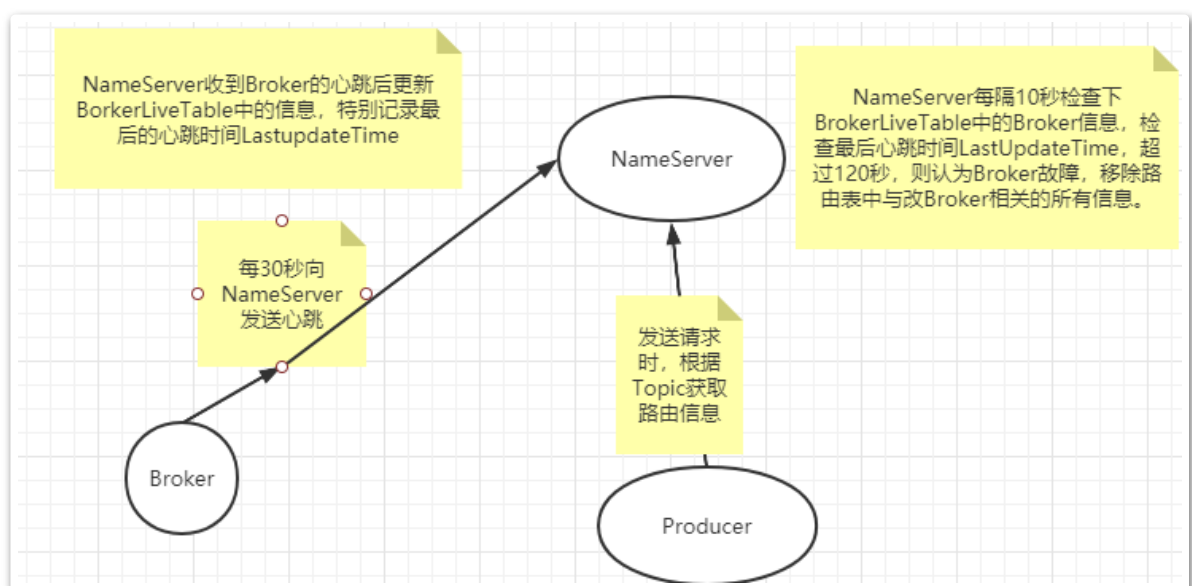 NameServer收到Broker的心跳后更新
BorkerLiveTable中的信息，特别记录最
后的心跳时间LastupdateTime
NameServer每隔10秒检查下
BrokerLiveTable中的Broker信息，检
查最后心跳时间LastUpdateTime，超
过120秒，则认为Broker故障，移除路
由表中与改Broker相关的所有信息。
NameServer
每30秒向
NameServer
发送心跳
发送请求
时，根据
Topic获取
路由信息
Broker
Producer